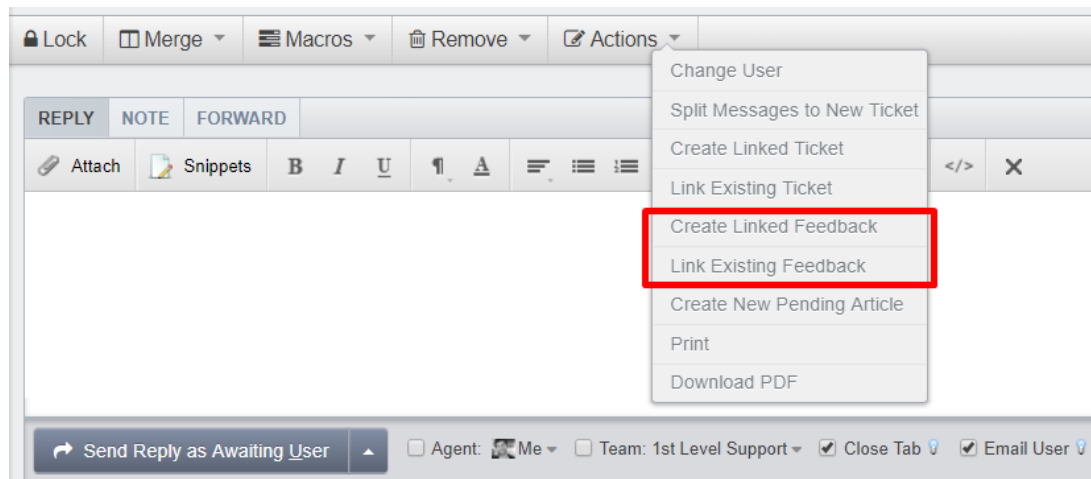 Lock Merge Macros Remove Actions
Change User
Split Messages to New Ticket
Create Linked Ticket
Link Existing Ticket
Create Linked Feedback
Link Existing Feedback
Create New Pending Article
Print
Download PDF
REPLY NOTE FORWARD
Attach Snippets B I U ¶ A </> X
Send Reply as Awaiting User Agent: Me Team: 1st Level Support Close Tab Email User